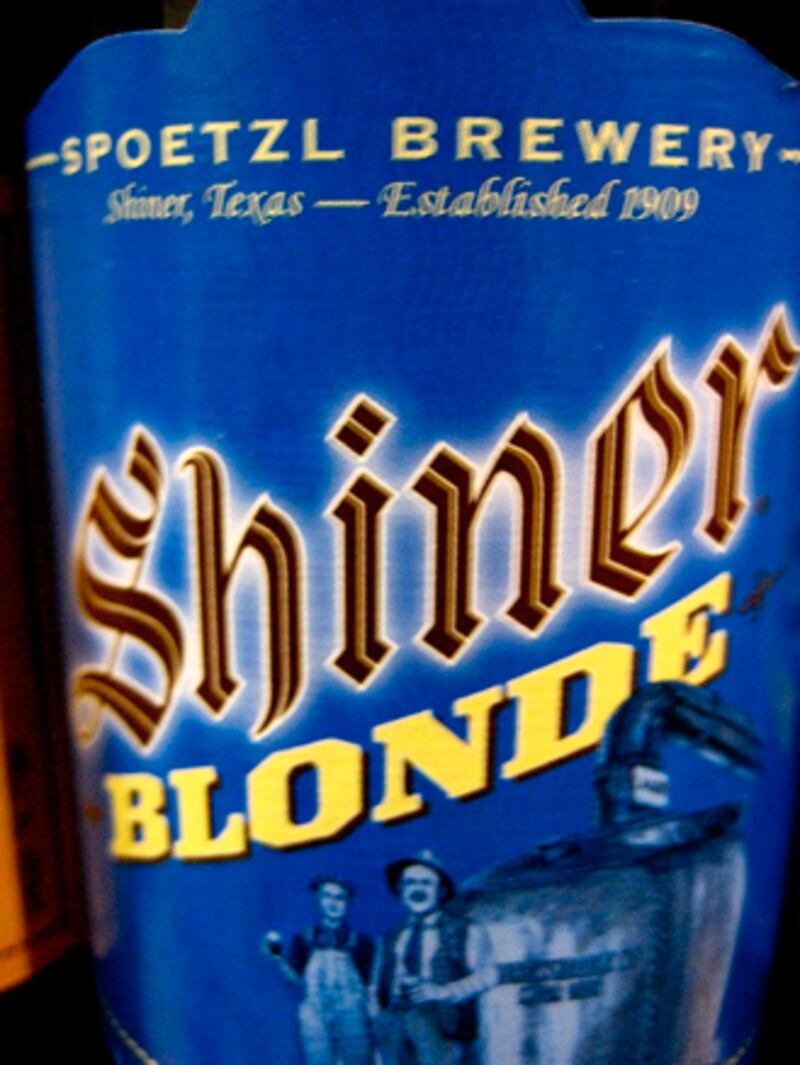 SPOETZL BREWERY
Shiner, Texas — Established 1909
Shiner
BLONDE